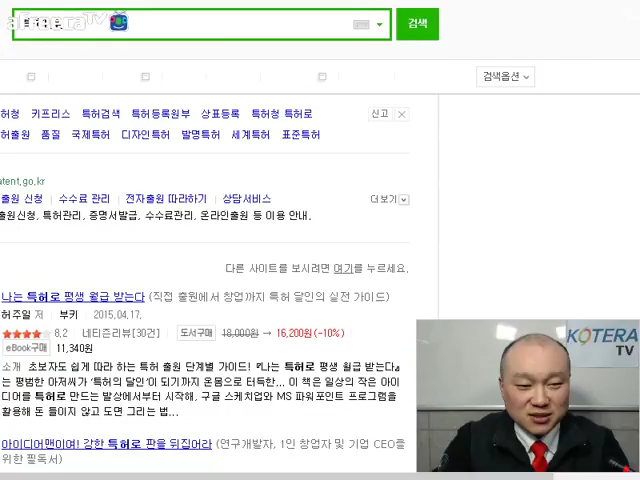 afreeca TV
검색
검색옵션
허청 키프리스 특허검색 특허등록원부 상표등록 특허청 특허로
신고
허출원 품질 국제특허 디자인특허 발명특허 세계특허 표준특허
atent.go.kr
출원 신청 수수료 관리 전자출원 따라하기 상담서비스
더보기
출원신청, 특허관리, 증명서발급, 수수료관리, 온라인출원 등 이용 안내.
다른 사이트를 보시려면 여기를 누르세요.
나는 특허로 평생 월급 받는다 (직접 출원에서 창업까지 특허 달인의 실전 가이드)
허주일 저 부키 2015.04.17.
8.2 네티즌리뷰[30건] 도서구매 18,000원 → 16,200원(-10%)
eBook구매 11,340원
소개 초보자도 쉽게 따라 하는 특허 출원 단계별 가이드! 『나는 특허로 평생 월급 받는다』
는 평범한 아저씨가 '특허의 달인'이 되기까지 온몸으로 터득한... 이 책은 일상의 작은 아이
디어를 특허로 만드는 발상에서부터 시작해, 구글 스케치업와 MS 파워포인트 프로그램을
활용해 돈 들이지 않고 도면 그리는 법...
아이디어맨이여! 강한 특허로 판을 뒤집어라 (연구개발자, 1인 창업자 및 기업 CEO를
위한 필독서)
KOTERA
TV